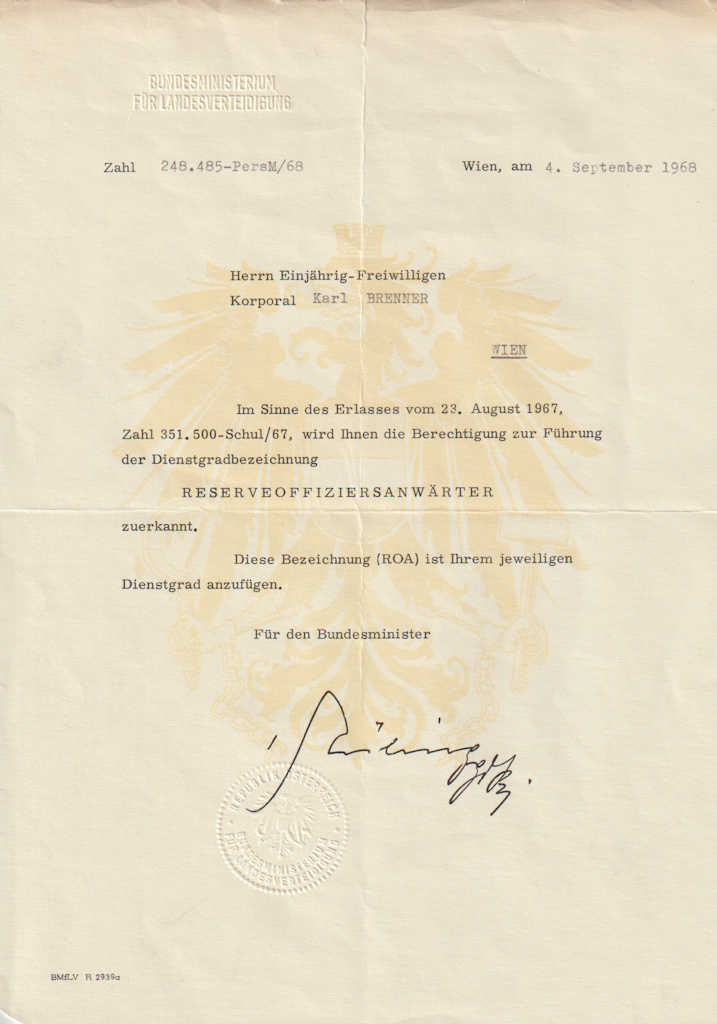 BUNDESMINISTERIUM
FÜR LANDESVERTEIDIGUNG
Zahl 248.485-PersM/68 Wien, am 4. September 1968
Herrn Einjährig-Freiwilligen
Korporal Karl BRENNER
WIEN
Im Sinne des Erlasses vom 23. August 1967,
Zahl 351.500-Schul/67, wird Ihnen die Berechtigung zur Führung
der Dienstgradbezeichnung
RESERVEOFFIZIERSANWÄRTER
zuerkannt.
Diese Bezeichnung (ROA) ist Ihrem jeweiligen
Dienstgrad anzufügen.
Für den Bundesminister
REPUBLIK ÖSTERREICH
BUNDESMINISTERIUM
FÜR LANDESVERTEIDIGUNG
BMfLV R 2939a